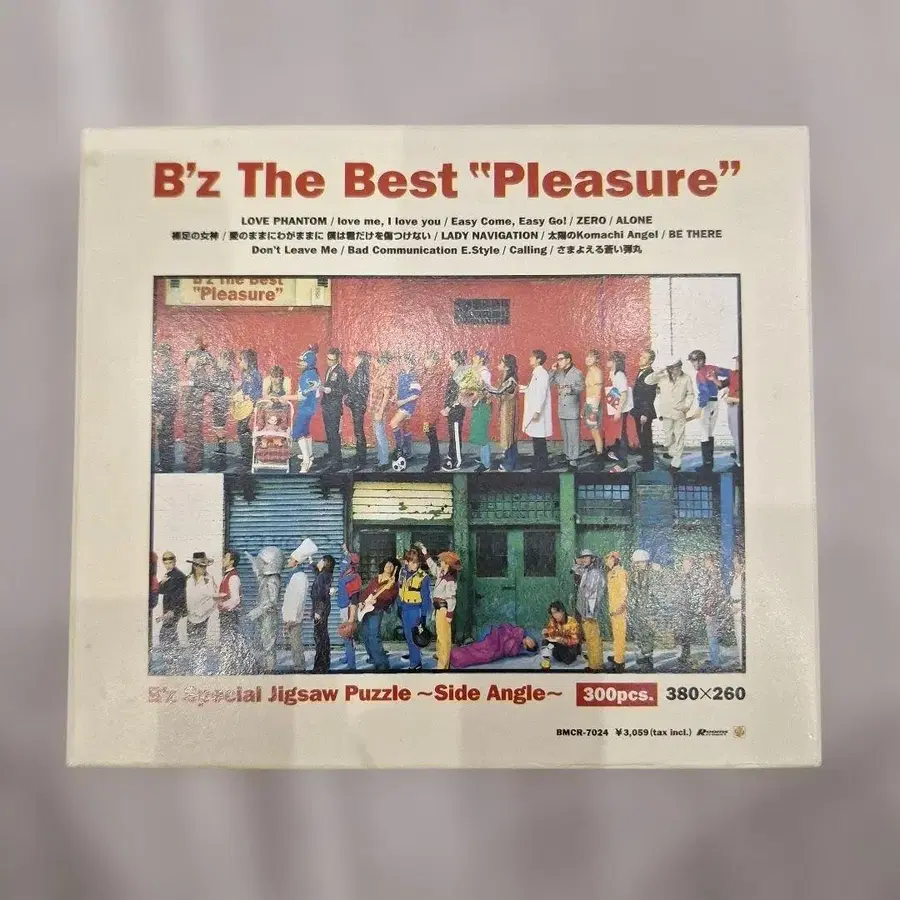 B'z The Best "Pleasure"
LOVE PHANTOM / love me, I love you / Easy Come, Easy Go! / ZERO / ALONE
裸足の女神 / 愛のままにわがままに 僕は君だけを傷つけない / LADY NAVIGATION / 太陽のKomachi Angel / BE THERE
Don't Leave Me / Bad Communication E.Style / Calling / さまよえる蒼い弾丸
B'z The Best
"Pleasure"
B'z Special Jigsaw Puzzle ~Side Angle~ 300pcs. 380×260
BMCR-7024 ¥3,059 (tax incl.)